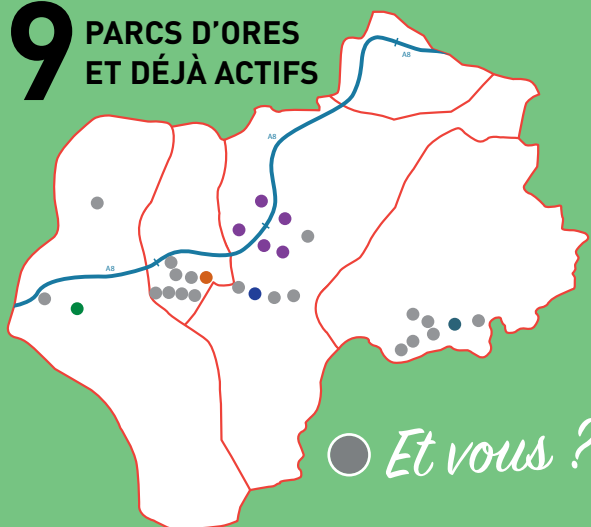 9 PARCS D'ORES
ET DÉJÀ ACTIFS
A8
A8
A8
Et vous ?